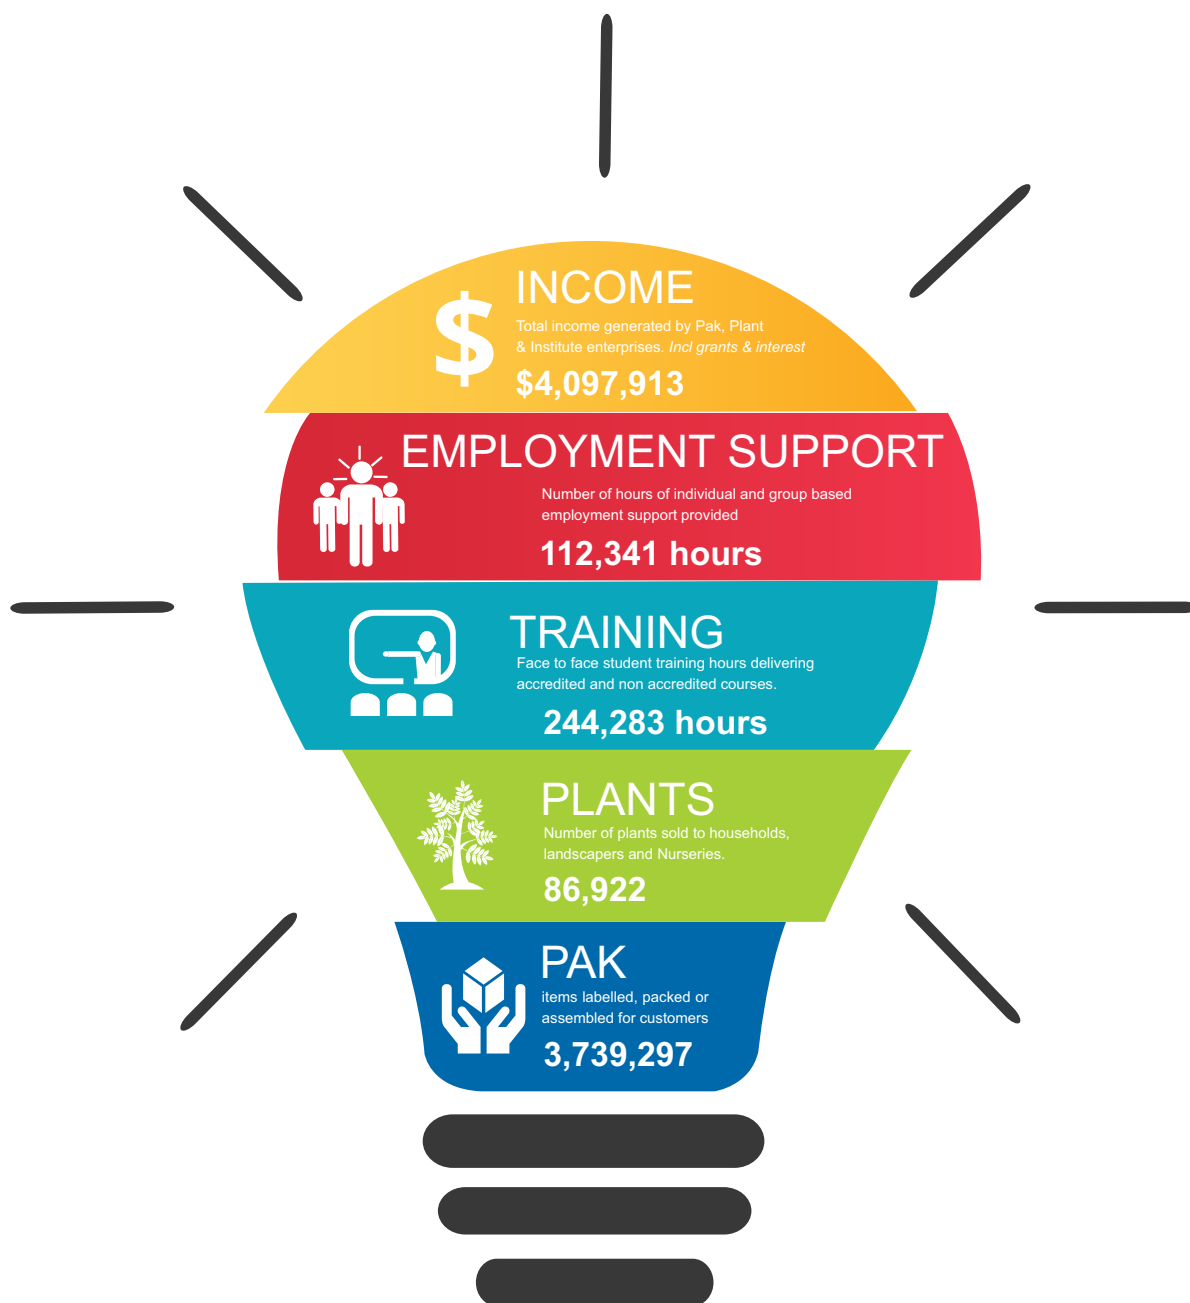 INCOME
Total income generated by Pak, Plant
& Institute enterprises. Incl grants & interest
$4,097,913
EMPLOYMENT SUPPORT
Number of hours of individual and group based
employment support provided
112,341 hours
TRAINING
Face to face student training hours delivering
accredited and non accredited courses.
244,283 hours
PLANTS
Number of plants sold to households,
landscapers and Nurseries.
86,922
PAK
items labelled, packed or
assembled for customers
3,739,297